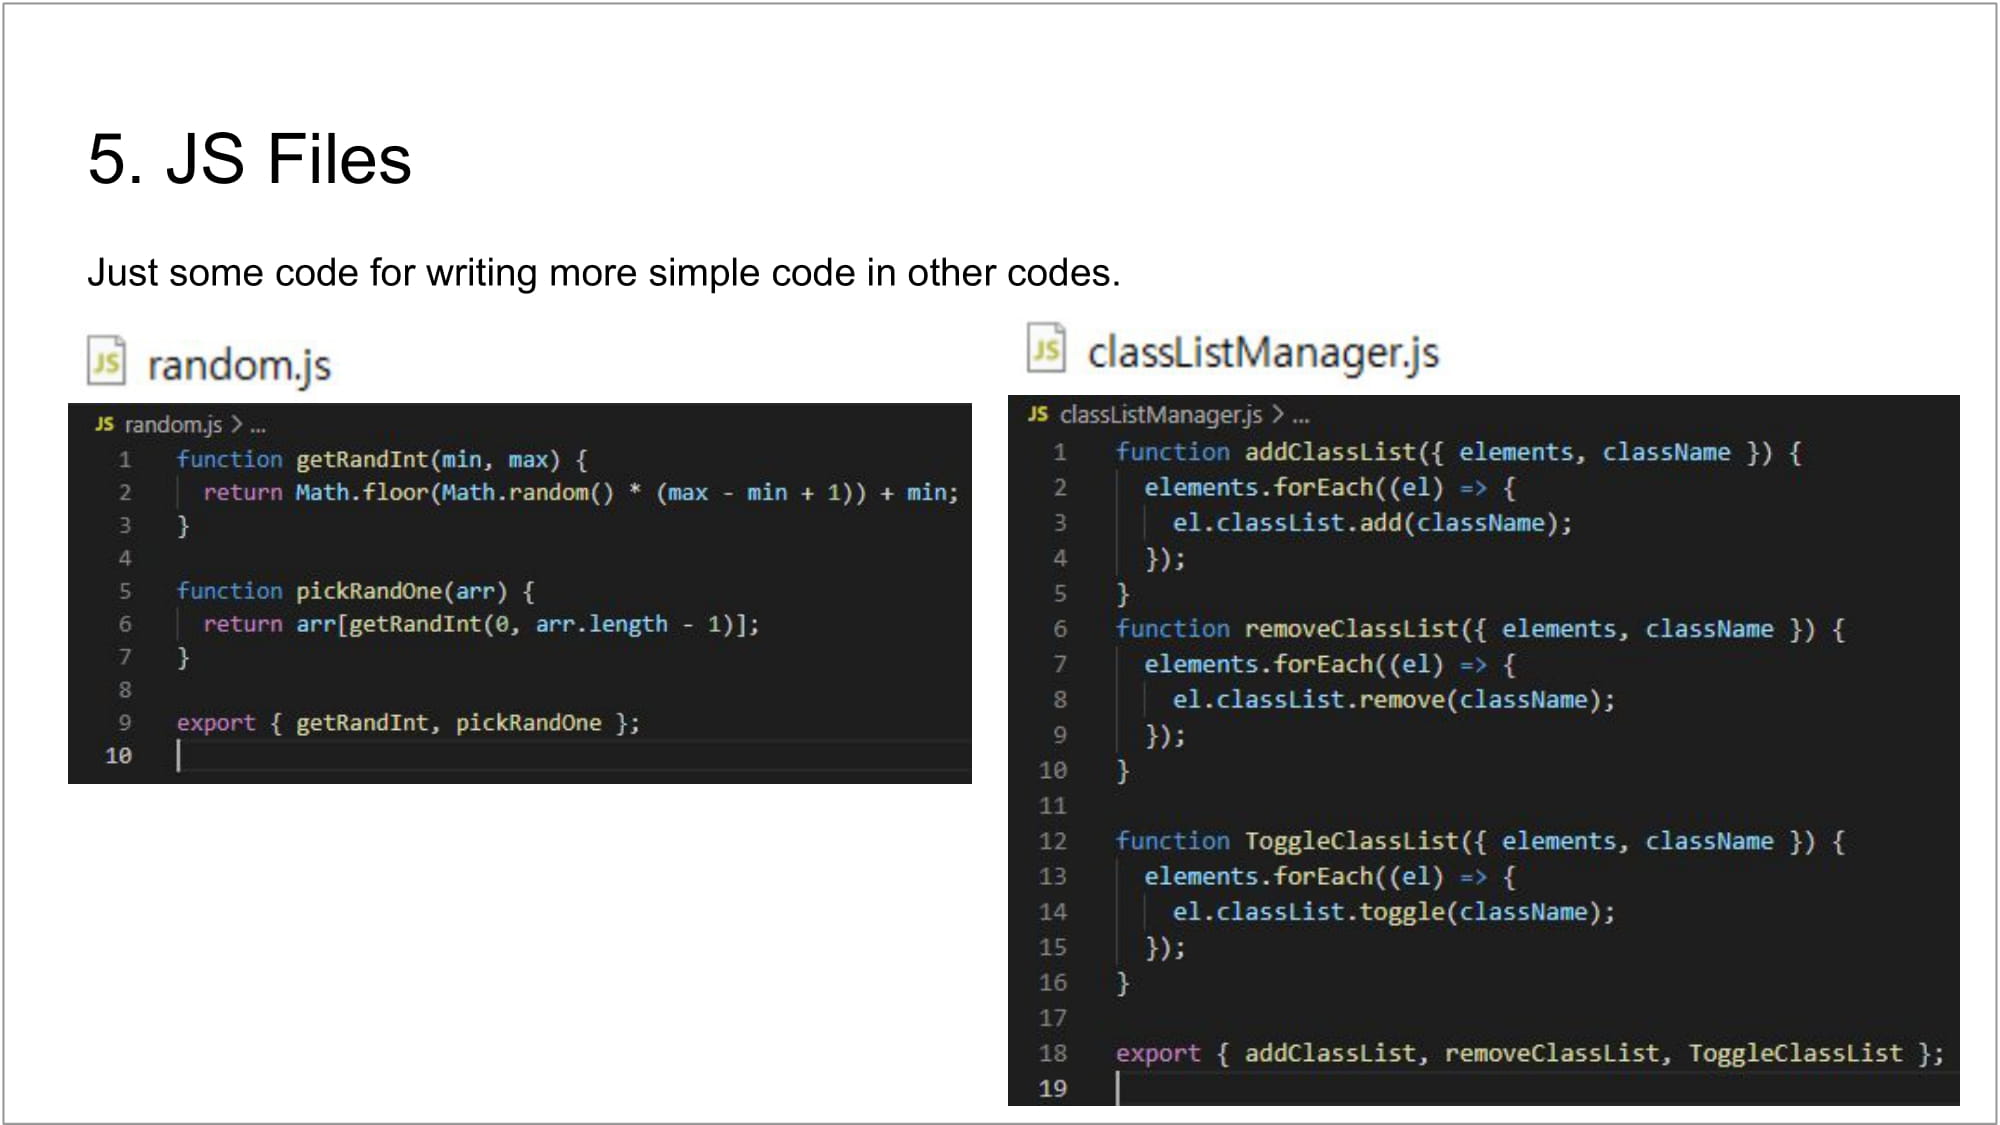 5. JS Files
Just some code for writing more simple code in other codes.
JS random.js
JS random.js > ...
1 function getRandInt(min, max) {
2 return Math.floor(Math.random() * (max - min + 1)) + min;
3 }
4
5 function pickRandOne(arr) {
6 return arr[getRandInt(0, arr.length - 1)];
7 }
8
9 export { getRandInt, pickRandOne };
10
JS classListManager.js
JS classListManager.js > ...
1 function addClassList({ elements, className }) {
2 elements.forEach((el) => {
3 el.classList.add(className);
4 });
5 }
6 function removeClassList({ elements, className }) {
7 elements.forEach((el) => {
8 el.classList.remove(className);
9 });
10 }
11
12 function ToggleClassList({ elements, className }) {
13 elements.forEach((el) => {
14 el.classList.toggle(className);
15 });
16 }
17
18 export { addClassList, removeClassList, ToggleClassList };
19